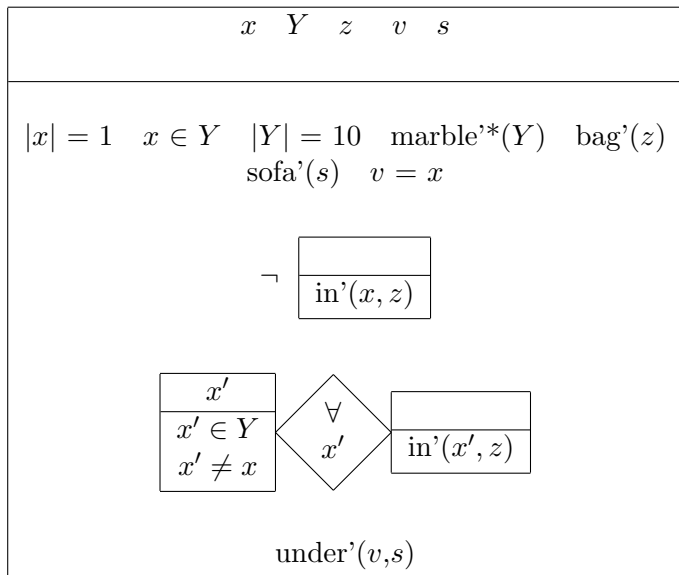 x Y z v s
|x| = 1 x ∈ Y |Y| = 10 marble’*(Y) bag’(z)
sofa’(s) v = x
¬
in’(x, z)
x′
x′ ∈ Y
x′ ≠ x
∀
x′
in’(x′, z)
under’(v,s)